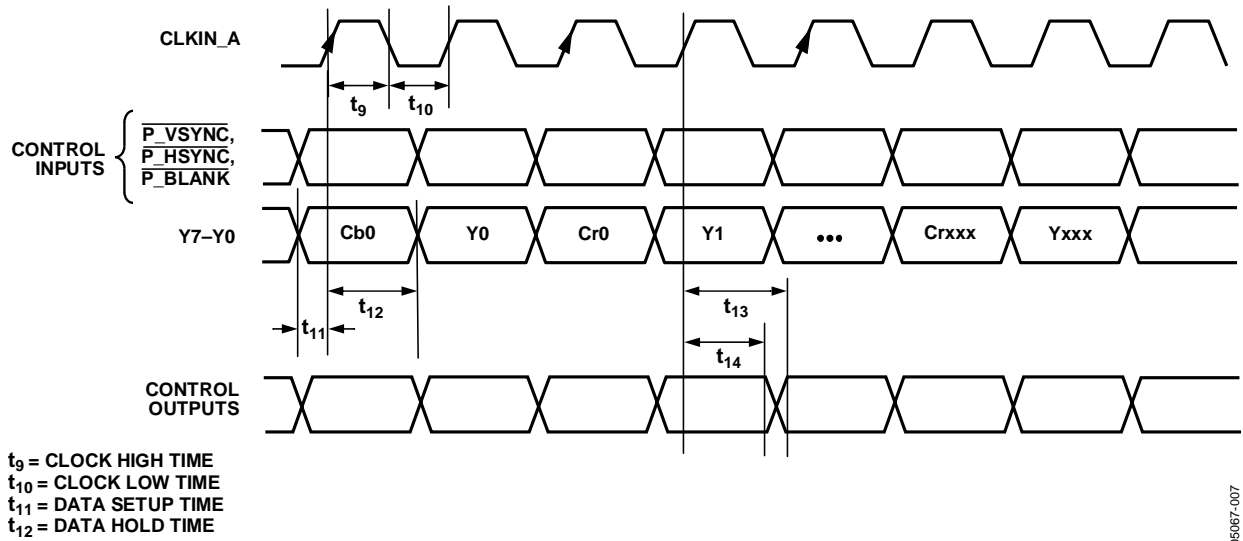 CLKIN_A
t9
t10
CONTROL
INPUTS
P_VSYNC,
P_HSYNC,
P_BLANK
Y7–Y0
Cb0
Y0
Cr0
Y1
•••
Crxxx
Yxxx
t12
t13
t11
t14
CONTROL
OUTPUTS
t9 = CLOCK HIGH TIME
t10 = CLOCK LOW TIME
t11 = DATA SETUP TIME
t12 = DATA HOLD TIME
05067-007